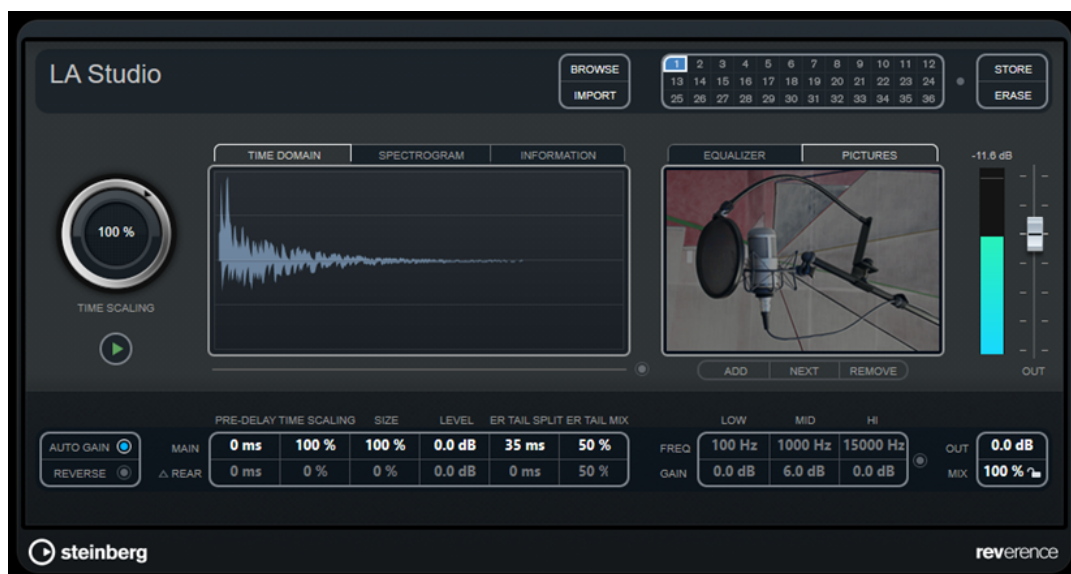 LA Studio
BROWSE
IMPORT
1 2 3 4 5 6 7 8 9 10 11 12
13 14 15 16 17 18 19 20 21 22 23 24
25 26 27 28 29 30 31 32 33 34 35 36
STORE
ERASE
TIME DOMAIN SPECTROGRAM INFORMATION
EQUALIZER PICTURES
-11.6 dB
100 %
TIME SCALING
ADD NEXT REMOVE
OUT
PRE-DELAY TIME SCALING SIZE LEVEL ER TAIL SPLIT ER TAIL MIX
LOW MID HI
AUTO GAIN MAIN 0 ms 100 % 100 % 0.0 dB 35 ms 50 %
FREQ 100 Hz 1000 Hz 15000 Hz
OUT 0.0 dB
REVERSE △ REAR 0 ms 0 % 0 % 0.0 dB 0 ms 50 %
GAIN 0.0 dB 6.0 dB 0.0 dB
MIX 100 %
steinberg
reverence